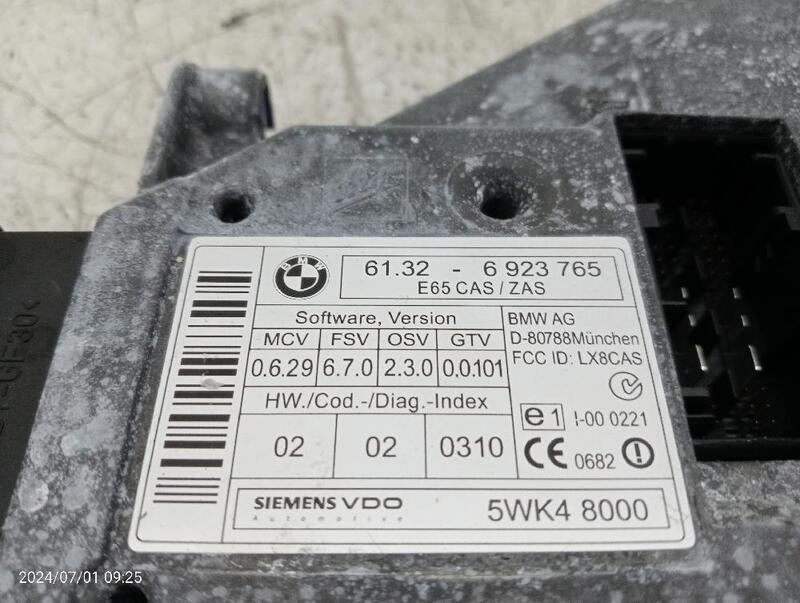 BMW
61.32 - 6 923 765
E65 CAS / ZAS
Software, Version
MCV FSV OSV GTV
0.6.29 6.7.0 2.3.0 0.0.101
HW./Cod.-/Diag.-Index
02 02 0310
BMW AG
D-80788München
FCC ID: LX8CAS
e1 I-00 0221
CE 0682
SIEMENS VDO
Automotive
5WK4 8000
GF30<
2024/07/01 09:25